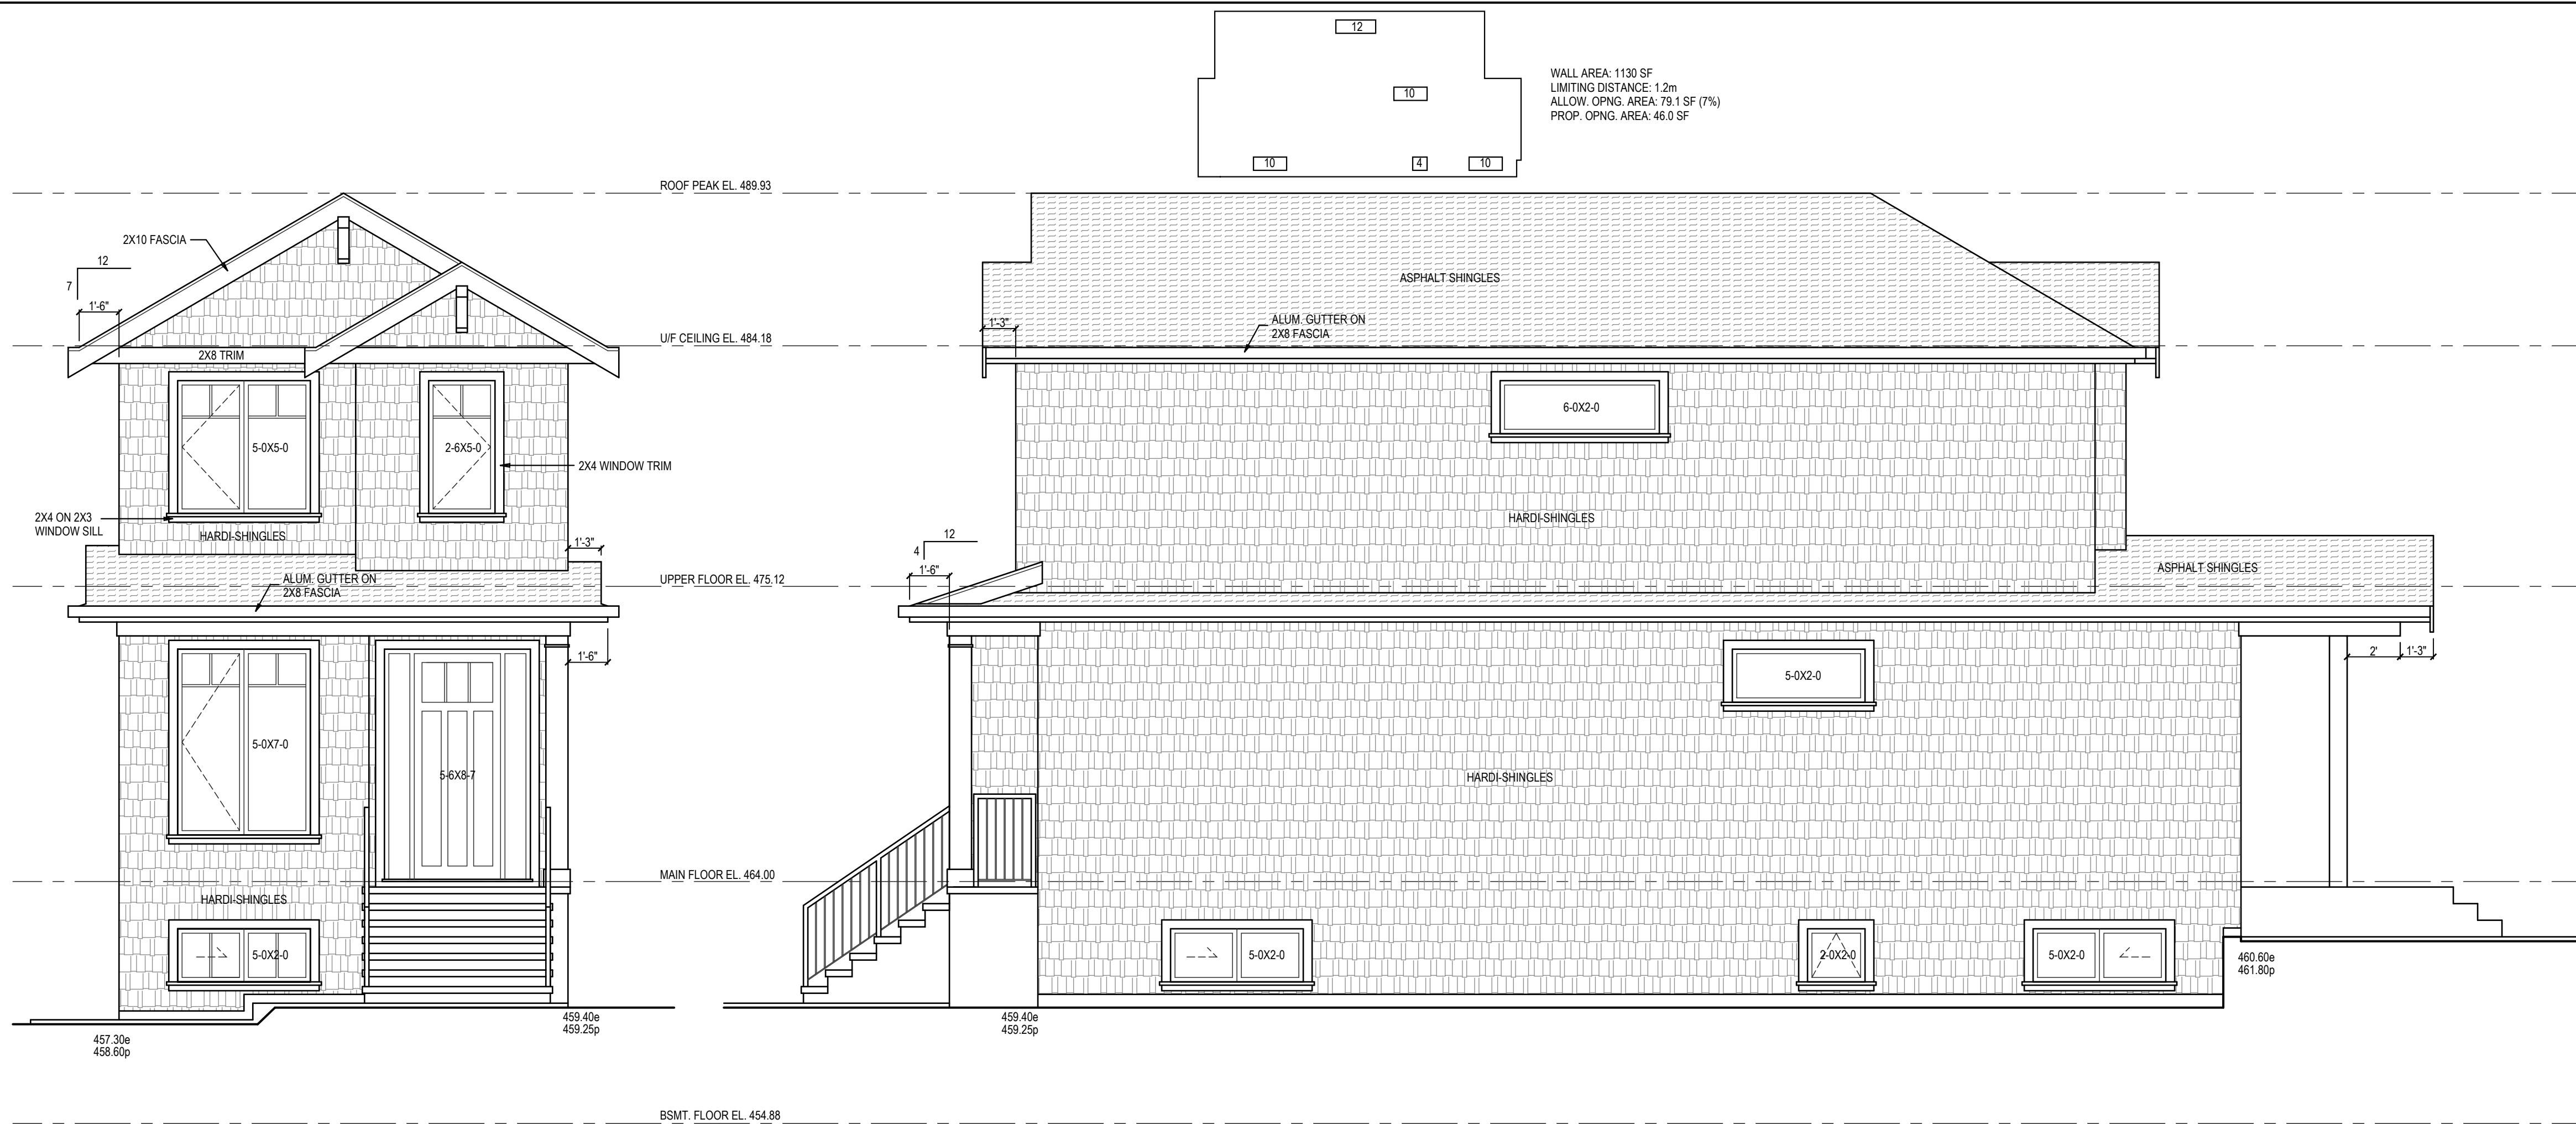 12
10
10
4
10
WALL AREA: 1130 SF
LIMITING DISTANCE: 1.2m
ALLOW. OPNG. AREA: 79.1 SF (7%)
PROP. OPNG. AREA: 46.0 SF
ROOF PEAK EL. 489.93
2X10 FASCIA
12
7
1'-6"
2X8 TRIM
U/F CEILING EL. 484.18
5-0X5-0
2-6X5-0
2X4 WINDOW TRIM
2X4 ON 2X3
WINDOW SILL
HARDI-SHINGLES
1'-3"
ALUM. GUTTER ON
2X8 FASCIA
UPPER FLOOR EL. 475.12
1'-6"
5-0X7-0
5-6X8-7
MAIN FLOOR EL. 464.00
HARDI-SHINGLES
5-0X2-0
459.40e
459.25p
457.30e
458.60p
BSMT. FLOOR EL. 454.88
ASPHALT SHINGLES
1'-3"
ALUM. GUTTER ON
2X8 FASCIA
6-0X2-0
HARDI-SHINGLES
12
4
1'-6"
ASPHALT SHINGLES
2'
1'-3"
5-0X2-0
HARDI-SHINGLES
5-0X2-0
2-0X2-0
5-0X2-0
460.60e
461.80p
459.40e
459.25p